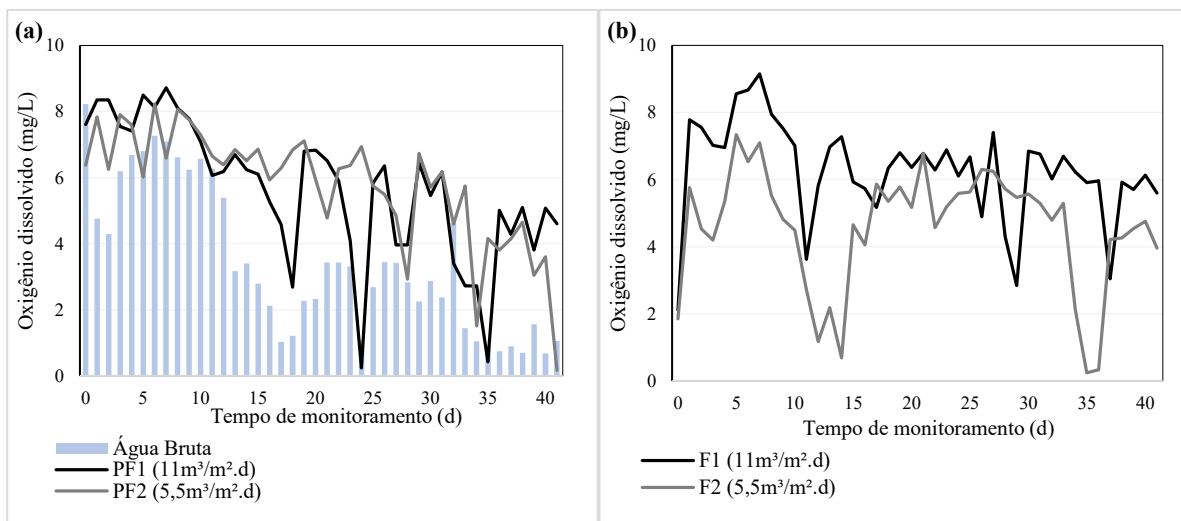 (a)
Oxigênio dissolvido (mg/L)
10
8
6
4
2
0
0 5 10 15 20 25 30 35 40
Tempo de monitoramento (d)
Água Bruta
PF1 (11m³/m².d)
PF2 (5,5m³/m².d)
(b)
Oxigênio dissolvido (mg/L)
10
8
6
4
2
0
0 5 10 15 20 25 30 35 40
Tempo de monitoramento (d)
F1 (11m³/m².d)
F2 (5,5m³/m².d)